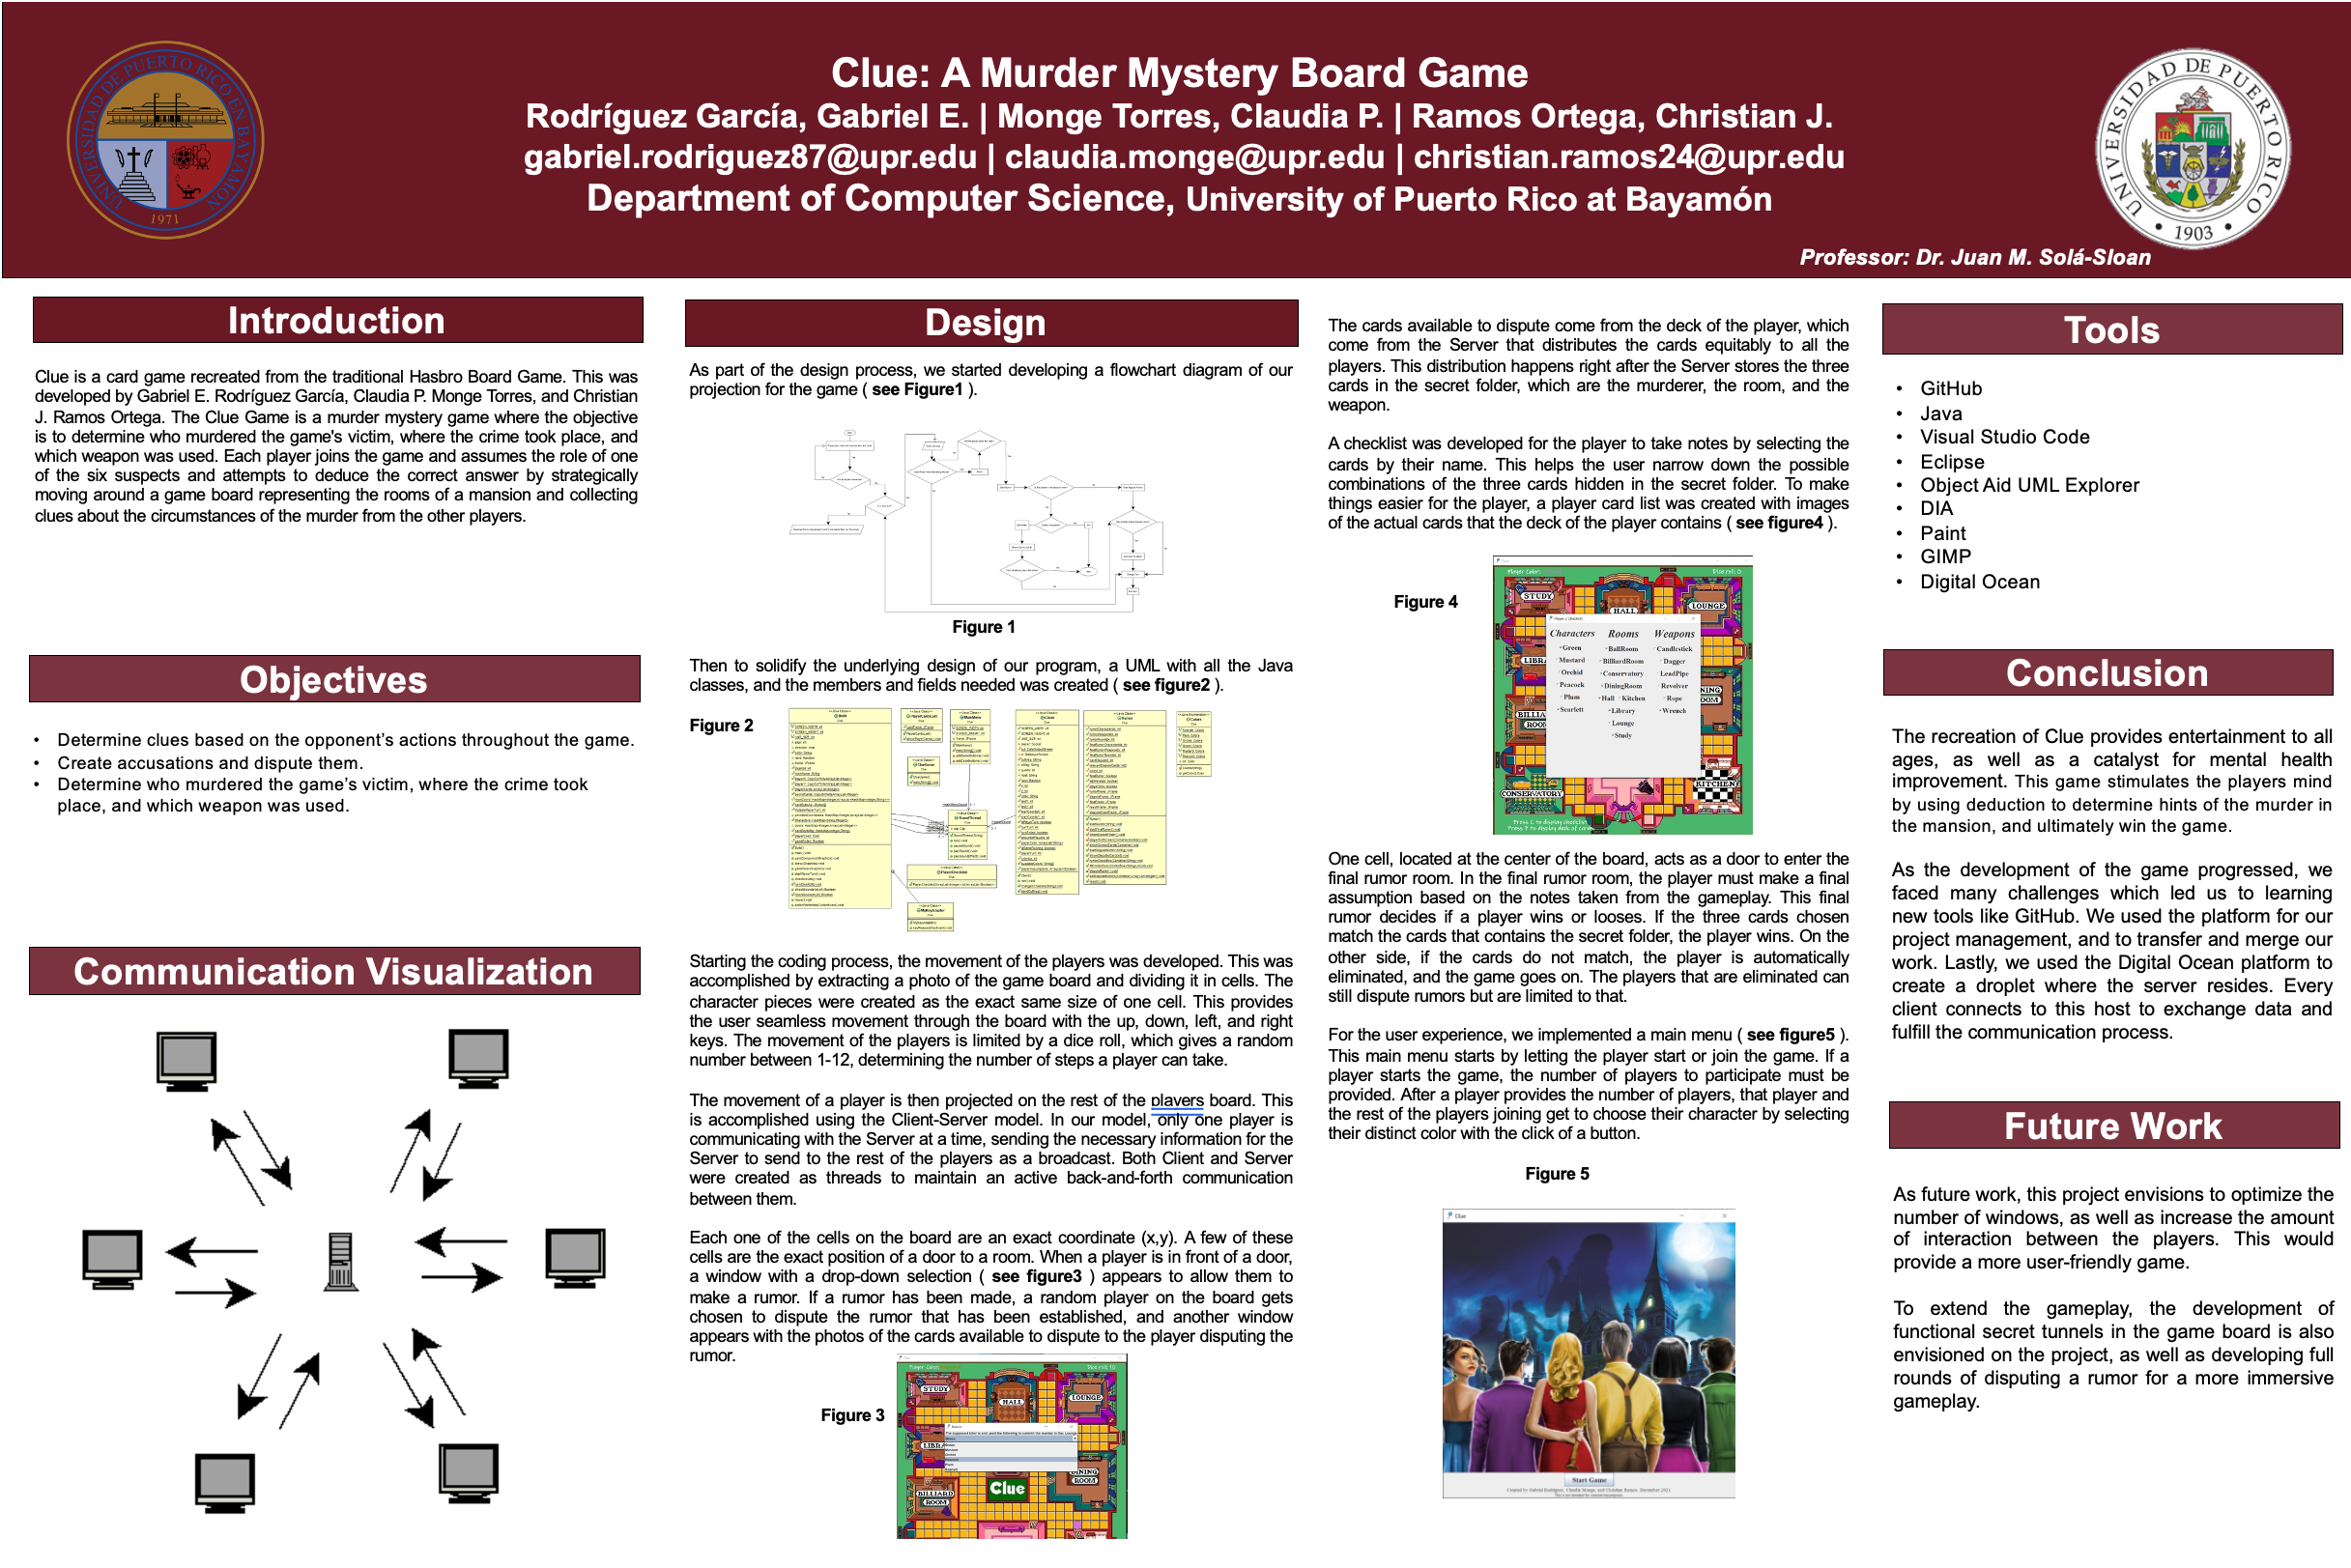 UNIVERSIDAD DE PUERTO RICO EN BAYAMÓN
1971
Clue: A Murder Mystery Board Game
Rodríguez García, Gabriel E. | Monge Torres, Claudia P. | Ramos Ortega, Christian J.
gabriel.rodriguez87@upr.edu | claudia.monge@upr.edu | christian.ramos24@upr.edu
Department of Computer Science, University of Puerto Rico at Bayamón
Professor: Dr. Juan M. Solá-Sloan
UNIVERSIDAD DE PUERTO RICO
• 1903 •
Introduction
Clue is a card game recreated from the traditional Hasbro Board Game. This was
developed by Gabriel E. Rodríguez García, Claudia P. Monge Torres, and Christian
J. Ramos Ortega. The Clue Game is a murder mystery game where the objective
is to determine who murdered the game's victim, where the crime took place, and
which weapon was used. Each player joins the game and assumes the role of one
of the six suspects and attempts to deduce the correct answer by strategically
moving around a game board representing the rooms of a mansion and collecting
clues about the circumstances of the murder from the other players.
Objectives
• Determine clues based on the opponent's actions throughout the game.
• Create accusations and dispute them.
• Determine who murdered the game's victim, where the crime took
place, and which weapon was used.
Communication Visualization
Design
As part of the design process, we started developing a flowchart diagram of our
projection for the game ( see Figure1 ).
Figure 1
Then to solidify the underlying design of our program, a UML with all the Java
classes, and the members and fields needed was created ( see figure2 ).
Figure 2
Starting the coding process, the movement of the players was developed. This was
accomplished by extracting a photo of the game board and dividing it in cells. The
character pieces were created as the exact same size of one cell. This provides
the user seamless movement through the board with the up, down, left, and right
keys. The movement of the players is limited by a dice roll, which gives a random
number between 1-12, determining the number of steps a player can take.
The movement of a player is then projected on the rest of the players board. This
is accomplished using the Client-Server model. In our model, only one player is
communicating with the Server at a time, sending the necessary information for the
Server to send to the rest of the players as a broadcast. Both Client and Server
were created as threads to maintain an active back-and-forth communication
between them.
Each one of the cells on the board are an exact coordinate (x,y). A few of these
cells are the exact position of a door to a room. When a player is in front of a door,
a window with a drop-down selection ( see figure3 ) appears to allow them to
make a rumor. If a rumor has been made, a random player on the board gets
chosen to dispute the rumor that has been established, and another window
appears with the photos of the cards available to dispute to the player disputing the
rumor.
Figure 3
Player Color:
Dice roll: 10
STUDY
HALL
LOUNGE
LIBRA
DINING
ROOM
BILLIARD
ROOM
Clue
The cards available to dispute come from the deck of the player, which
come from the Server that distributes the cards equitably to all the
players. This distribution happens right after the Server stores the three
cards in the secret folder, which are the murderer, the room, and the
weapon.
A checklist was developed for the player to take notes by selecting the
cards by their name. This helps the user narrow down the possible
combinations of the three cards hidden in the secret folder. To make
things easier for the player, a player card list was created with images
of the actual cards that the deck of the player contains ( see figure4 ).
Figure 4
Player Color:
Dice roll: 0
STUDY
HALL
LOUNGE
Characters Rooms Weapons
Green BallRoom Candlestick
Mustard BilliardRoom Dagger
Orchid Conservatory LeadPipe
Peacock DiningRoom Revolver
Plum Hall Kitchen Rope
Scarlett Library Wrench
Lounge
Study
LIBRA
NING
OOM
BILLIA
ROO
CONSERVATORY
KITCHEN
Press C to display checklist
Press P to display deck of cards
One cell, located at the center of the board, acts as a door to enter the
final rumor room. In the final rumor room, the player must make a final
assumption based on the notes taken from the gameplay. This final
rumor decides if a player wins or looses. If the three cards chosen
match the cards that contains the secret folder, the player wins. On the
other side, if the cards do not match, the player is automatically
eliminated, and the game goes on. The players that are eliminated can
still dispute rumors but are limited to that.
For the user experience, we implemented a main menu ( see figure5 ).
This main menu starts by letting the player start or join the game. If a
player starts the game, the number of players to participate must be
provided. After a player provides the number of players, that player and
the rest of the players joining get to choose their character by selecting
their distinct color with the click of a button.
Figure 5
Clue
Start Game
Created by Gabriel Rodríguez, Claudia Monge, and Christian Ramos. December 2021.
Tools
• GitHub
• Java
• Visual Studio Code
• Eclipse
• Object Aid UML Explorer
• DIA
• Paint
• GIMP
• Digital Ocean
Conclusion
The recreation of Clue provides entertainment to all
ages, as well as a catalyst for mental health
improvement. This game stimulates the players mind
by using deduction to determine hints of the murder in
the mansion, and ultimately win the game.
As the development of the game progressed, we
faced many challenges which led us to learning
new tools like GitHub. We used the platform for our
project management, and to transfer and merge our
work. Lastly, we used the Digital Ocean platform to
create a droplet where the server resides. Every
client connects to this host to exchange data and
fulfill the communication process.
Future Work
As future work, this project envisions to optimize the
number of windows, as well as increase the amount
of interaction between the players. This would
provide a more user-friendly game.
To extend the gameplay, the development of
functional secret tunnels in the game board is also
envisioned on the project, as well as developing full
rounds of disputing a rumor for a more immersive
gameplay.